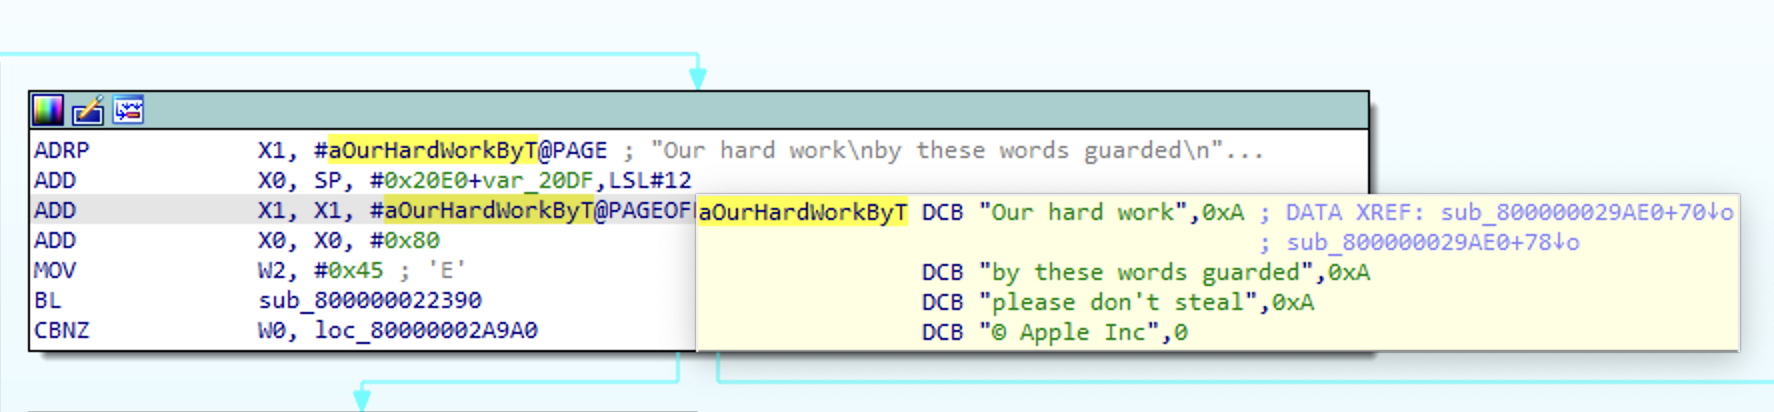 ADRP X1, #aOurHardWorkByT@PAGE ; "Our hard work\nby these words guarded\n"...
ADD X0, SP, #0x20E0+var_20DF,LSL#12
ADD X1, X1, #aOurHardWorkByT@PAGEOF
ADD X0, X0, #0x80
MOV W2, #0x45 ; 'E'
BL sub_800000022390
CBNZ W0, loc_80000002A9A0
aOurHardWorkByT DCB "Our hard work",0xA ; DATA XREF: sub_800000029AE0+70↓o
; sub_800000029AE0+78↓o
DCB "by these words guarded",0xA
DCB "please don't steal",0xA
DCB "© Apple Inc",0